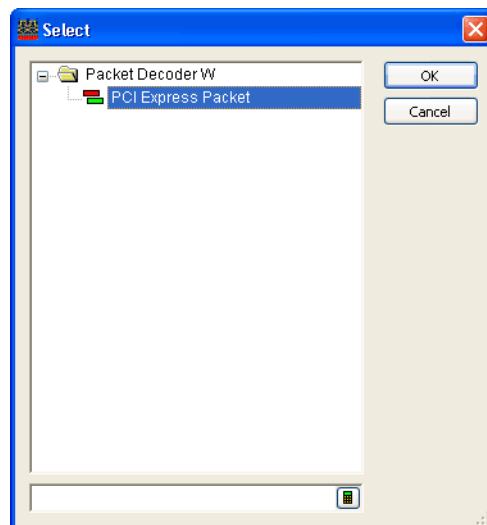 Select
Packet Decoder W
PCI Express Packet
OK
Cancel